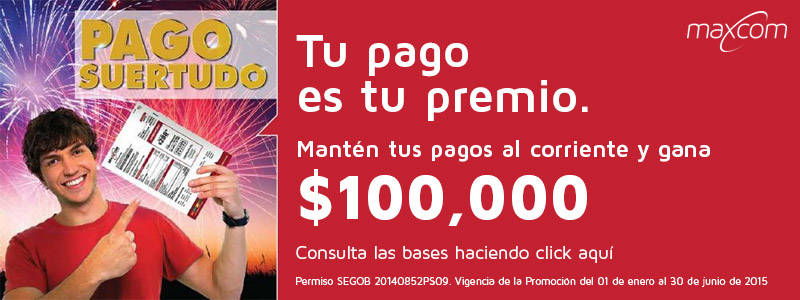 PAGO
SUERTUDO
maxcom
Tu pago
es tu premio.
Mantén tus pagos al corriente y gana
$100,000
Consulta las bases haciendo click aquí
Permiso SEGOB 20140852PS09. Vigencia de la Promoción del 01 de enero al 30 de junio de 2015
maxcom